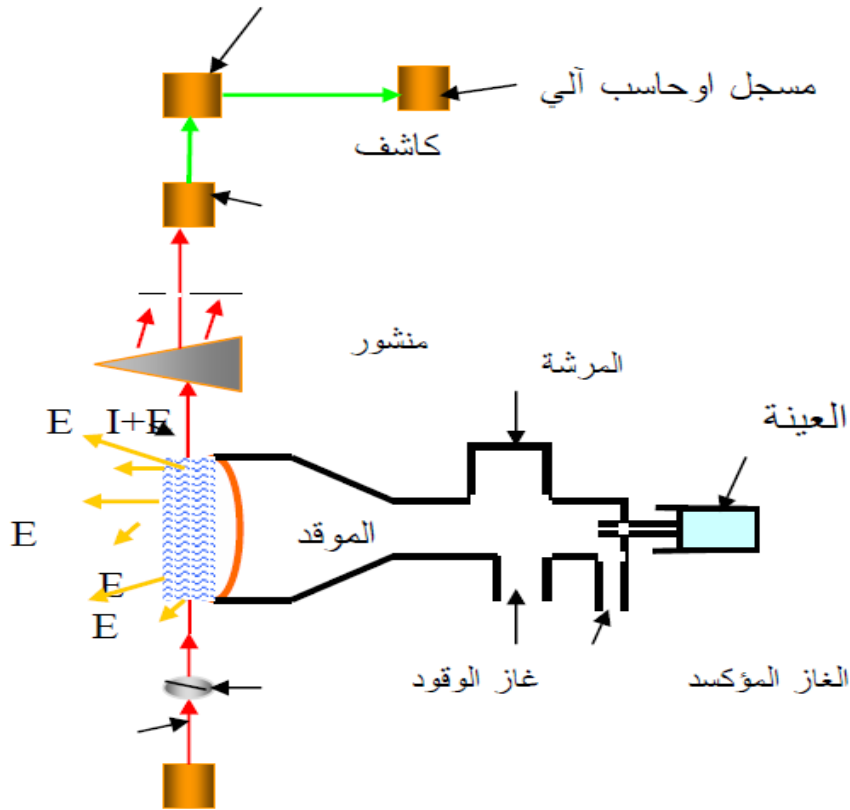 مسجل اوحاسب آلي
كاشف
منشور
المرشة
العينة
E I+E
الموقد
E
E
E
غاز الوقود
الغاز المؤكسد